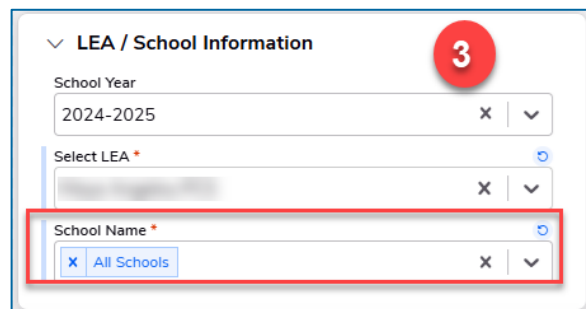 LEA / School Information
3
School Year
2024-2025
Select LEA *
School Name *
All Schools